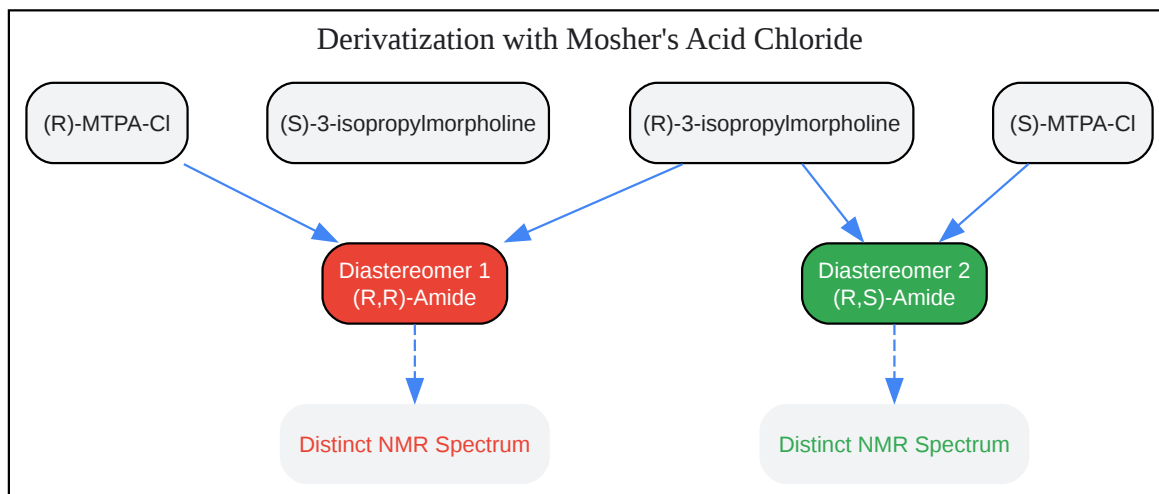 Derivatization with Mosher's Acid Chloride
(R)-MTPA-Cl
(S)-3-isopropylmorpholine
(R)-3-isopropylmorpholine
(S)-MTPA-Cl
Diastereomer 1
(R,R)-Amide
Diastereomer 2
(R,S)-Amide
Distinct NMR Spectrum
Distinct NMR Spectrum